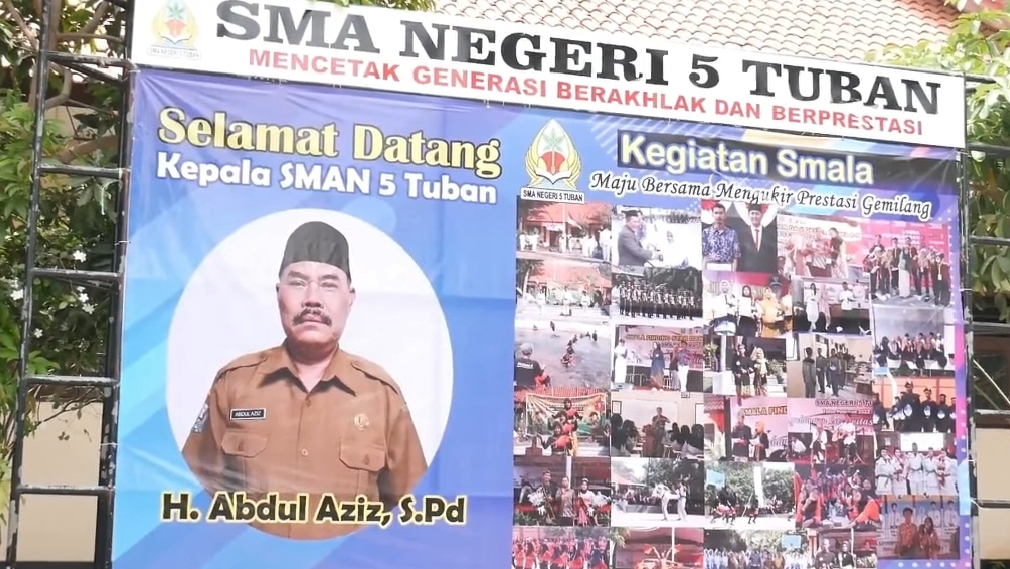 SMA NEGERI 5 TUBAN
MENCETAK GENERASI BERAKHLAK DAN BERPRESTASI
Selamat Datang
Kepala SMAN 5 Tuban
ABDUL AZIZ
H. Abdul Aziz, S.Pd
SMA NEGERI 5 TUBAN
Kegiatan Smala
Maju Bersama Mengukir Prestasi Gemilang